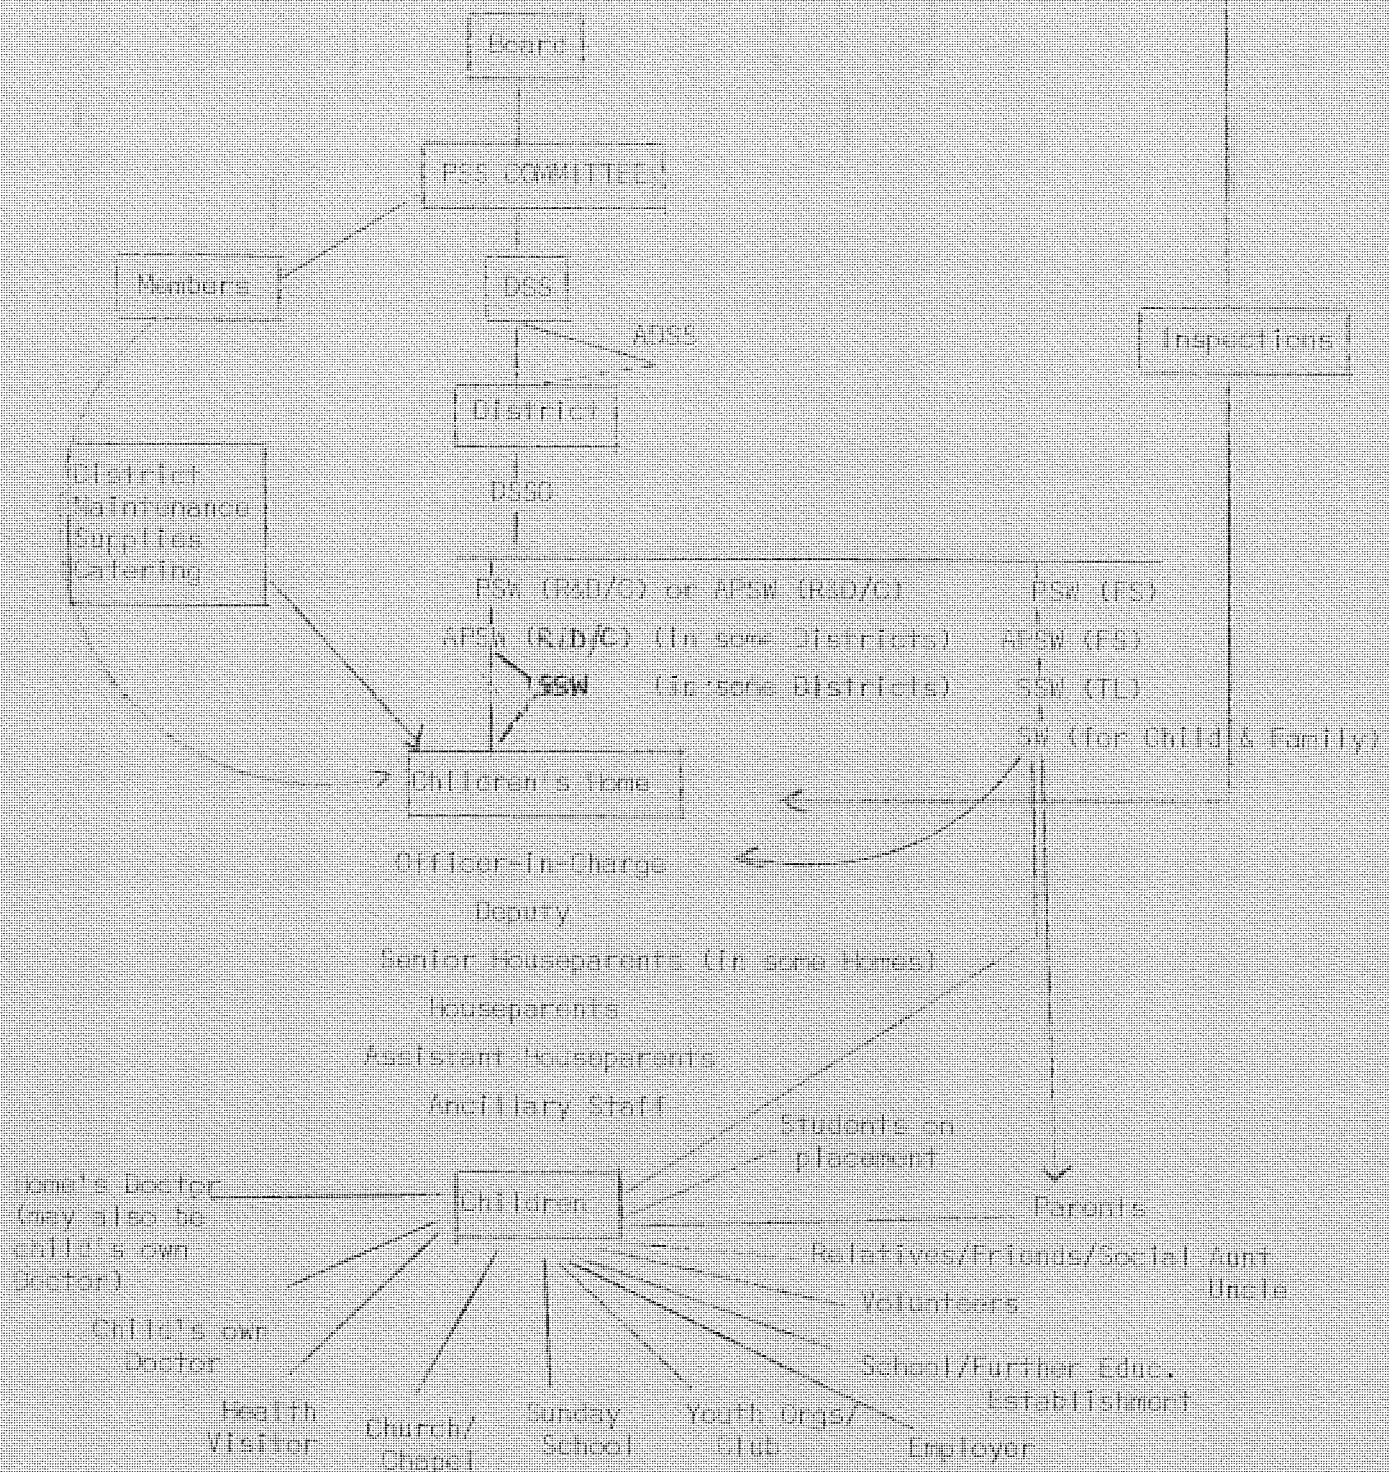 Board
PSS COMMITTEE
Members
DSS
ADSS
Inspections
District
District
Maintenance
Supplies
Catering
DSSO
PSW (R&D/C) or APSW (R&D/C)
PSW (FS)
APSW (R/D/C) (in some Districts)
APSW (FS)
SSW (in some Districts)
SSW (TL)
SW (for Child & Family)
Children's Home
Officer-in-Charge
Deputy
Senior Houseparents (in some Homes)
Houseparents
Assistant Houseparents
Ancillary Staff
Students on
placement
Home's Doctor
(may also be
child's own
Doctor)
Children
Parents
Relatives/Friends/Social Aunt
Uncle
Volunteers
Child's own
Doctor
School/Further Educ.
Establishment
Health
Visitor
Church/
Chapel
Sunday
School
Youth Orgs/
Club
Employer